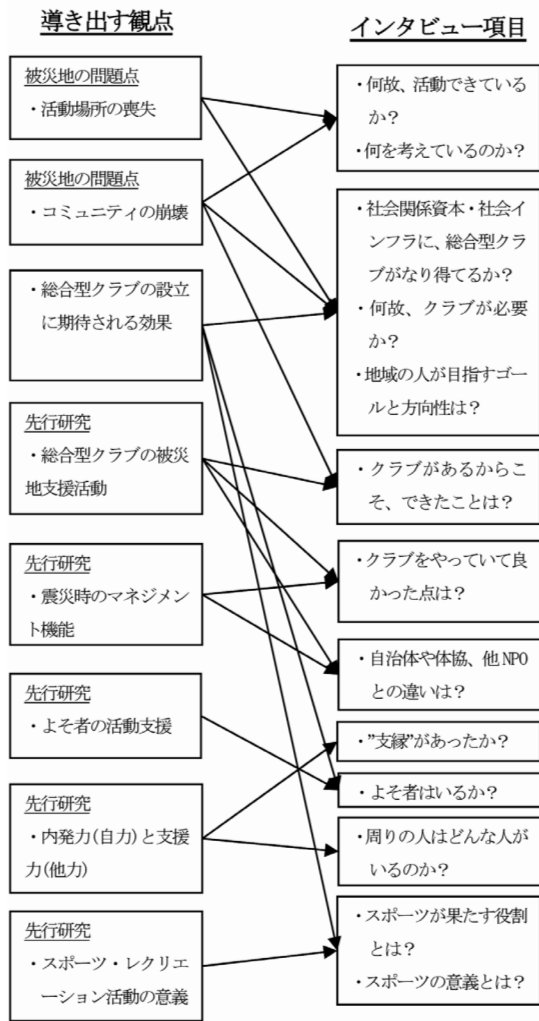 導き出す観点
被災地の問題点
・活動場所の喪失
被災地の問題点
・コミュニティの崩壊
・総合型クラブの設立
に期待される効果
先行研究
・総合型クラブの被災
地支援活動
先行研究
・震災時のマネジメン
ト機能
先行研究
・よそ者の活動支援
先行研究
・内発力(自力)と支援
力(他力)
先行研究
・スポーツ・レクリエ
ーション活動の意義
インタビュー項目
・何故、活動できている
か？
・何を考えているのか？
・社会関係資本・社会イ
ンフラに、総合型クラ
ブがなり得てるか？
・何故、クラブが必要
か？
・地域の人が目指すゴー
ルと方向性は？
・クラブがあるからこ
そ、できたことは？
・クラブをやっていて良
かった点は？
・自治体や体協、他NPO
との違いは？
・”支縁”があったか？
・よそ者はいるか？
・周りの人はどんな人が
いるのか？
・スポーツが果たす役割
とは？
・スポーツの意義とは？